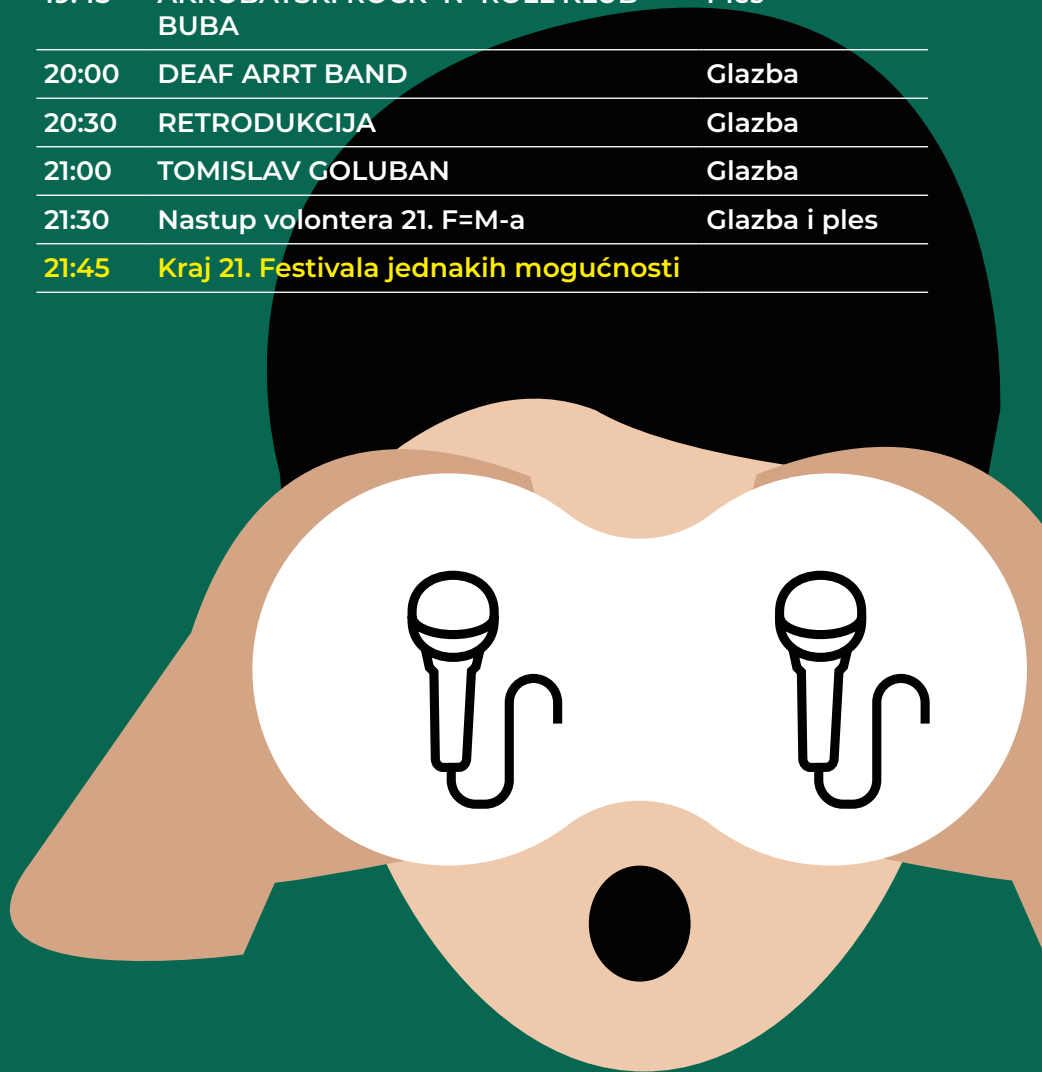 BUBA
20:00 DEAF ARRT BAND Glazba
20:30 RETRODUKCIJA Glazba
21:00 TOMISLAV GOLUBAN Glazba
21:30 Nastup volontera 21. F=M-a Glazba i ples
21:45 Kraj 21. Festivala jednakih mogućnosti